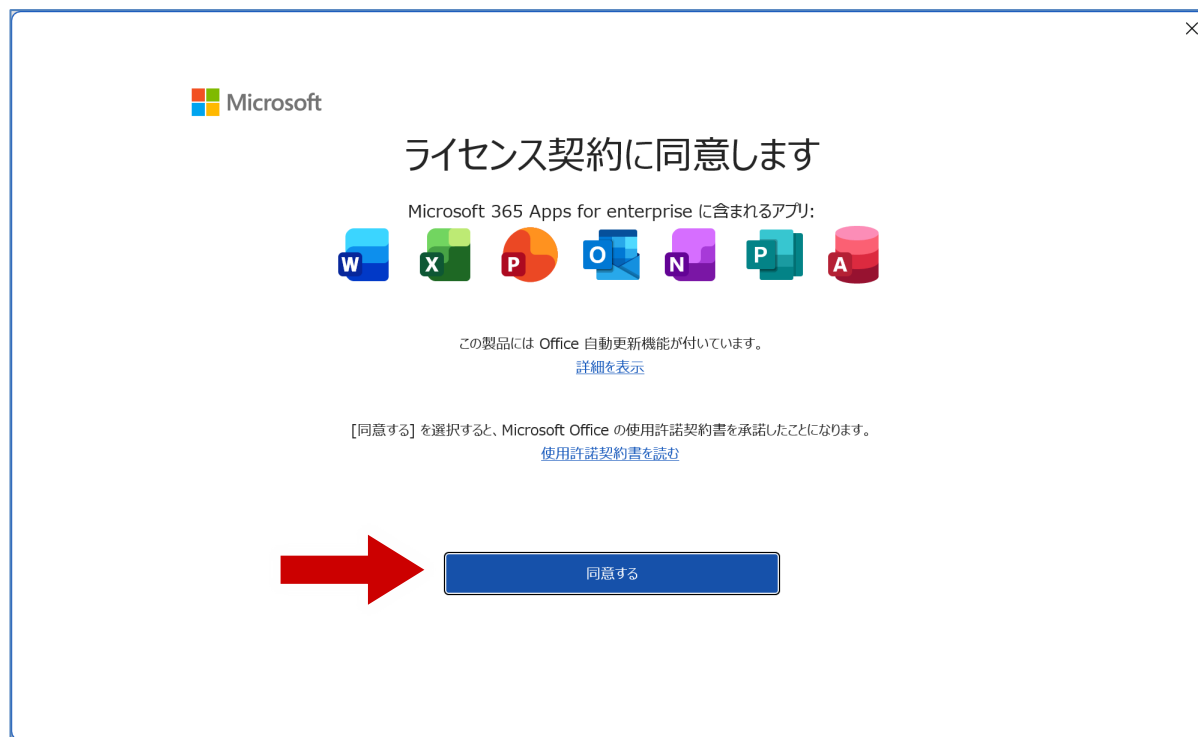 Microsoft
ライセンス契約に同意します
Microsoft 365 Apps for enterprise に含まれるアプリ:
W X P O N P A
この製品には Office 自動更新機能が付いています。
詳細を表示
[同意する] を選択すると、Microsoft Office の使用許諾契約書を承諾したことになります。
使用許諾契約書を読む
同意する